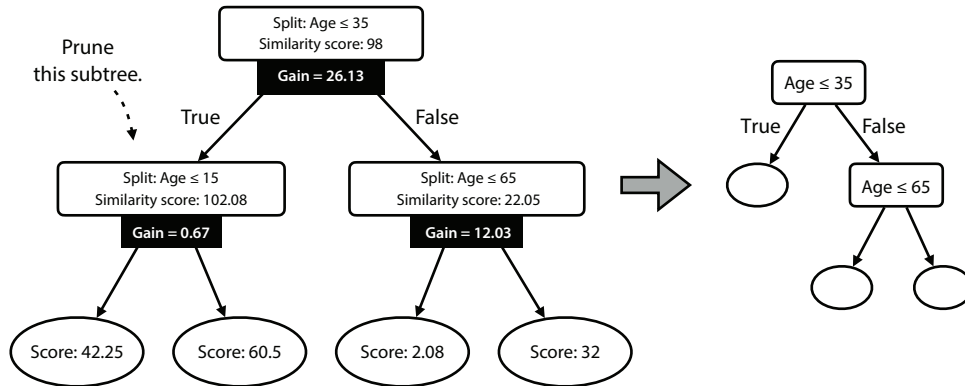 Split: Age ≤ 35
Similarity score: 98
Gain = 26.13
Prune
this subtree.
True
False
Split: Age ≤ 15
Similarity score: 102.08
Gain = 0.67
Split: Age ≤ 65
Similarity score: 22.05
Gain = 12.03
Score: 42.25
Score: 60.5
Score: 2.08
Score: 32
Age ≤ 35
True
False
Age ≤ 65